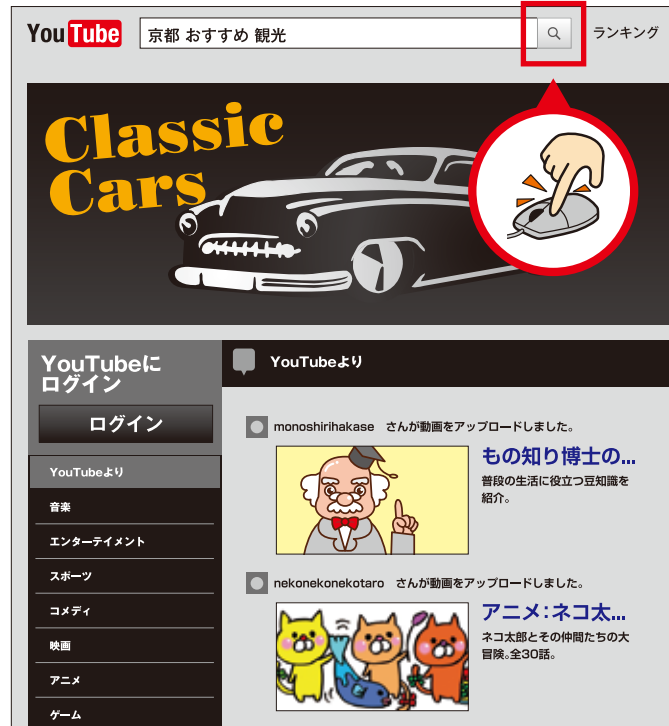 YouTube
京都 おすすめ 観光
ランキング
Classic
Cars
YouTubeに
ログイン
ログイン
YouTubeより
音楽
エンターテイメント
スポーツ
コメディ
映画
アニメ
ゲーム
YouTubeより
monoshirihakase さんが動画をアップロードしました。
もの知り博士の...
普段の生活に役立つ豆知識を
紹介。
nekonekonekotaro さんが動画をアップロードしました。
アニメ：ネコ太...
ネコ太郎とその仲間たちの大
冒険。全30話。